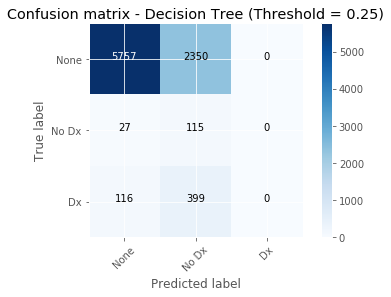 Confusion matrix - Decision Tree (Threshold = 0.25)
None 5757 2350 0
No Dx 27 115 0
Dx 116 399 0
None No Dx Dx
True label
Predicted label
5000
4000
3000
2000
1000
0